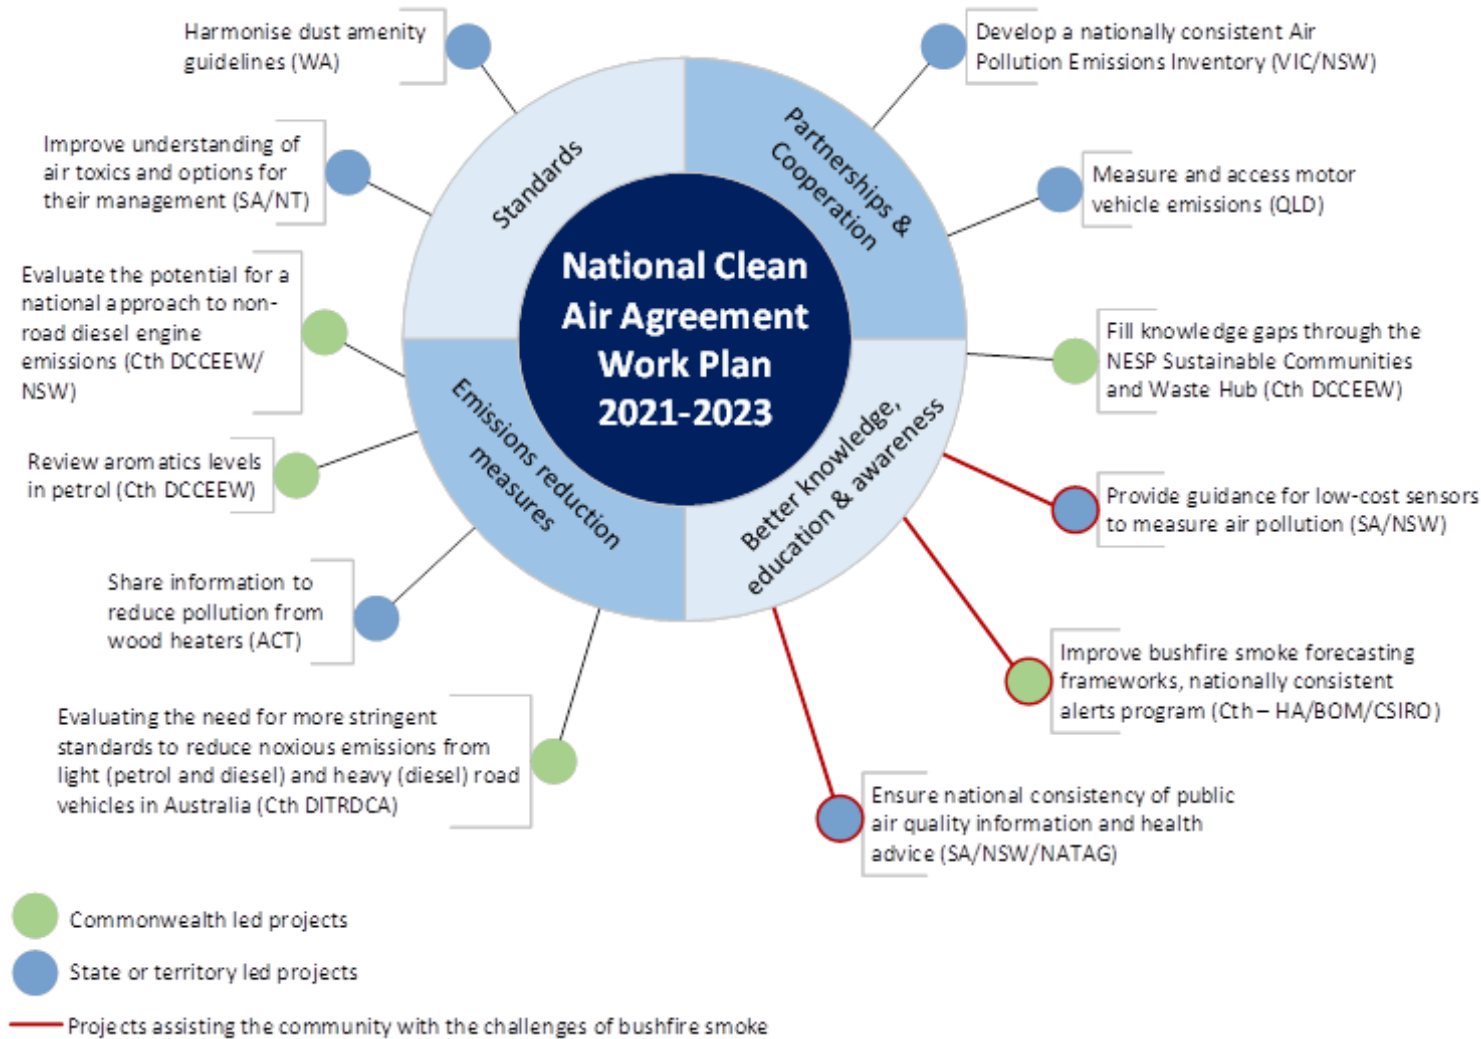 Harmonise dust amenity
guidelines (WA)
Improve understanding of
air toxics and options for
their management (SA/NT)
Evaluate the potential for a
national approach to non-
road diesel engine
emissions (Cth DCCEEW/
NSW)
Review aromatics levels
in petrol (Cth DCCEEW)
Share information to
reduce pollution from
wood heaters (ACT)
Evaluating the need for more stringent
standards to reduce noxious emissions from
light (petrol and diesel) and heavy (diesel) road
vehicles in Australia (Cth DITRDCA)
Standards
Partnerships &
Cooperation
National Clean
Air Agreement
Work Plan
2021-2023
Emissions reduction
measures
Better knowledge,
education & awareness
Develop a nationally consistent Air
Pollution Emissions Inventory (VIC/NSW)
Measure and access motor
vehicle emissions (QLD)
Fill knowledge gaps through the
NESP Sustainable Communities
and Waste Hub (Cth DCCEEW)
Provide guidance for low-cost sensors
to measure air pollution (SA/NSW)
Improve bushfire smoke forecasting
frameworks, nationally consistent
alerts program (Cth – HA/BOM/CSIRO)
Ensure national consistency of public
air quality information and health
advice (SA/NSW/NATAG)
Commonwealth led projects
State or territory led projects
Projects assisting the community with the challenges of bushfire smoke